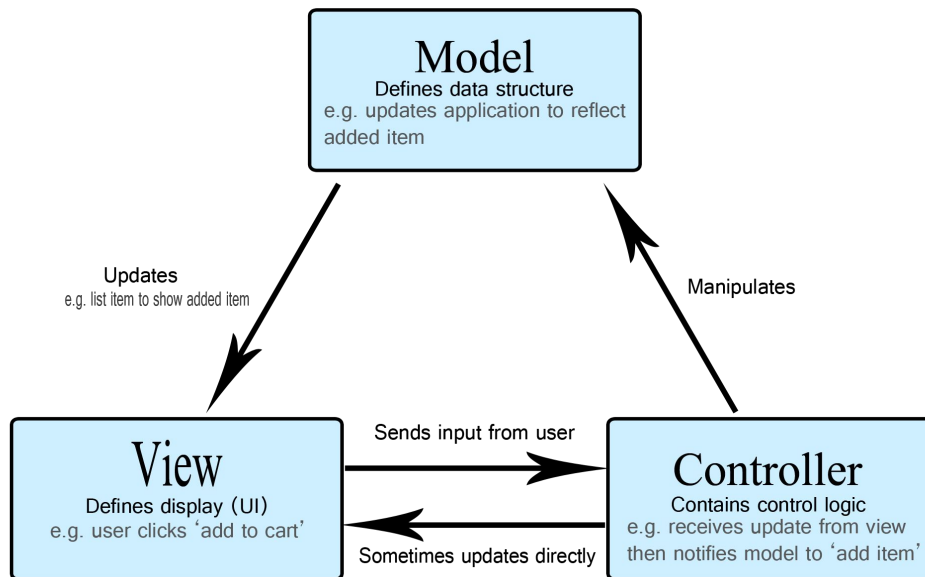 Model
Defines data structure
e.g. updates application to reflect
added item
Updates
e.g. list item to show added item
Manipulates
View
Defines display (UI)
e.g. user clicks ‘add to cart’
Sends input from user
Sometimes updates directly
Controller
Contains control logic
e.g. receives update from view
then notifies model to ‘add item’